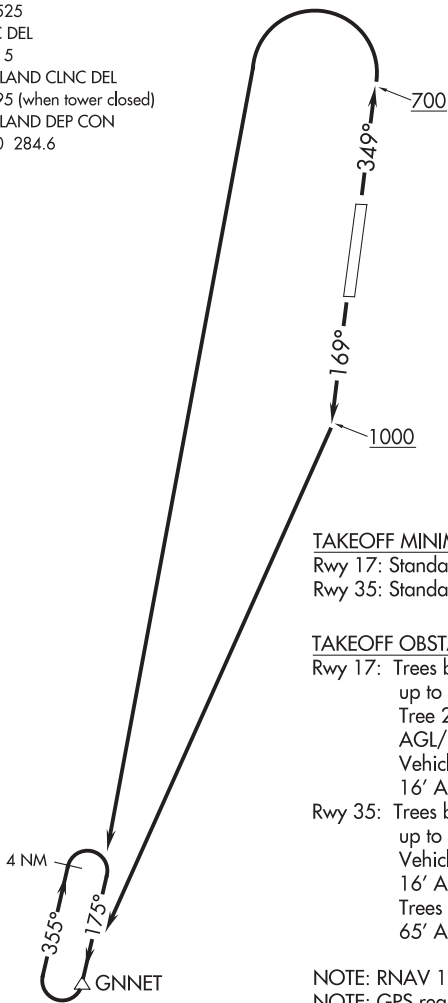 525
C DEL
5
LAND CLNC DEL
95 (when tower closed)
LAND DEP CON
0 284.6
700
349°
169°
1000
TAKEOFF MINIM
Rwy 17: Standa
Rwy 35: Standa
TAKEOFF OBSTA
Rwy 17: Trees b
up to
Tree 2
AGL/
Vehic
16' A
Rwy 35: Trees b
up to
Vehic
16' A
Trees
65' A
4 NM
355°
175°
GNNET
NOTE: RNAV 1
NOTE: GPS req